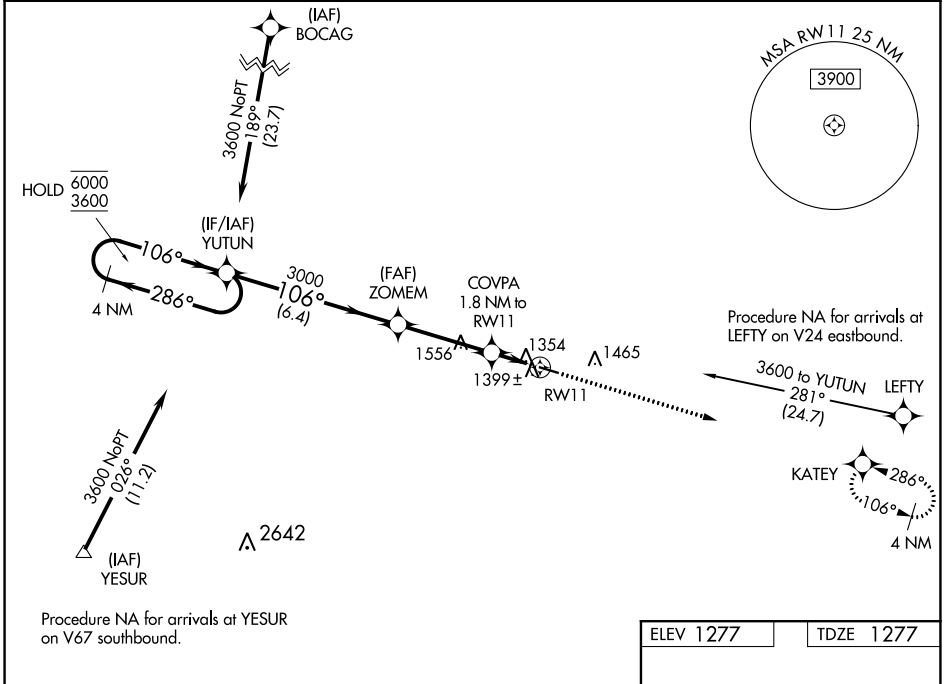 (IAF)
BOCAG
MSA RW11 25 NM
3900
3600 NoPT
189°
(23.7)
HOLD 6000
3600
(IF/IAF)
YUTUN
106°
286°
4 NM
3000
106°
(6.4)
(FAF)
ZOMEM
COVPA
1.8 NM to
RW11
1556
1354
1465
1399±
RW11
Procedure NA for arrivals at
LEFTY on V24 eastbound.
3600 to YUTUN
281°
(24.7)
LEFTY
KATEY
286°
106°
4 NM
3600 NoPT
026°
(11.2)
(IAF)
YESUR
2642
Procedure NA for arrivals at YESUR
on V67 southbound.
ELEV 1277
TDZE 1277